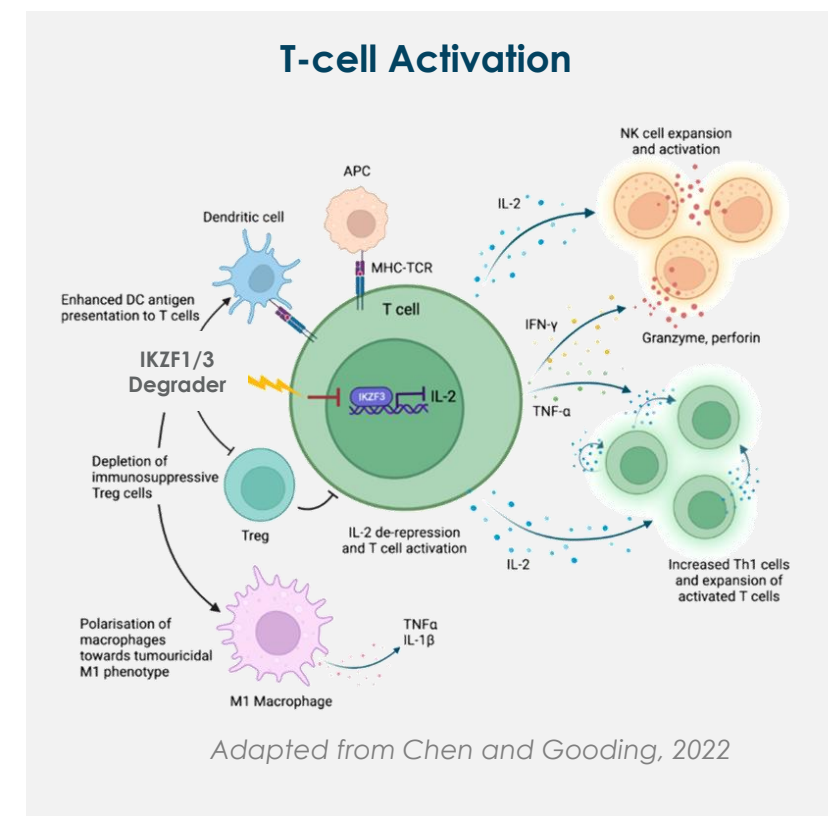 T-cell Activation
NK cell expansion
and activation
APC
IL-2
Dendritic cell
MHC-TCR
Enhanced DC antigen
presentation to T cells
T cell
IFN-γ
Granzyme, perforin
IKZF1/3
Degrader
IKZF3
IL-2
TNF-α
Depletion of
immunosuppressive
Treg cells
Treg
IL-2 de-repression
and T cell activation
IL-2
Increased Th1 cells
and expansion of
activated T cells
Polarisation of
macrophages
towards tumouricidal
M1 phenotype
TNFα
IL-1β
M1 Macrophage
Adapted from Chen and Gooding, 2022